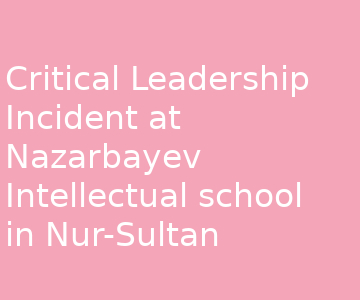 Critical Leadership
Incident at
Nazarbayev
Intellectual school
in Nur-Sultan